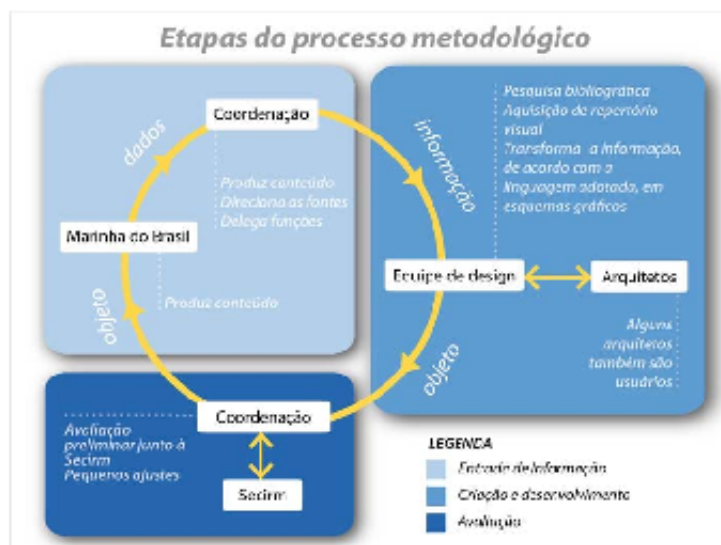 Etapas do processo metodológico
Coordenação
dados
Produz conteúdo
Direciona as fontes
Delega funções
Marinha do Brasil
Produz conteúdo
objeto
informação
Pesquisa bibliográfica
Aquisição de repertório
visual
Transforma a informação,
de acordo com a
linguagem adotada, em
esquemas gráficos
Equipe de design
Arquitetos
Alguns
arquitetos
também são
usuários
objeto
Coordenação
Avaliação
preliminar junto à
Secirm
Pequenos ajustes
Secirm
LEGENDA
Entrada de Informação
Criação e desenvolvimento
Avaliação